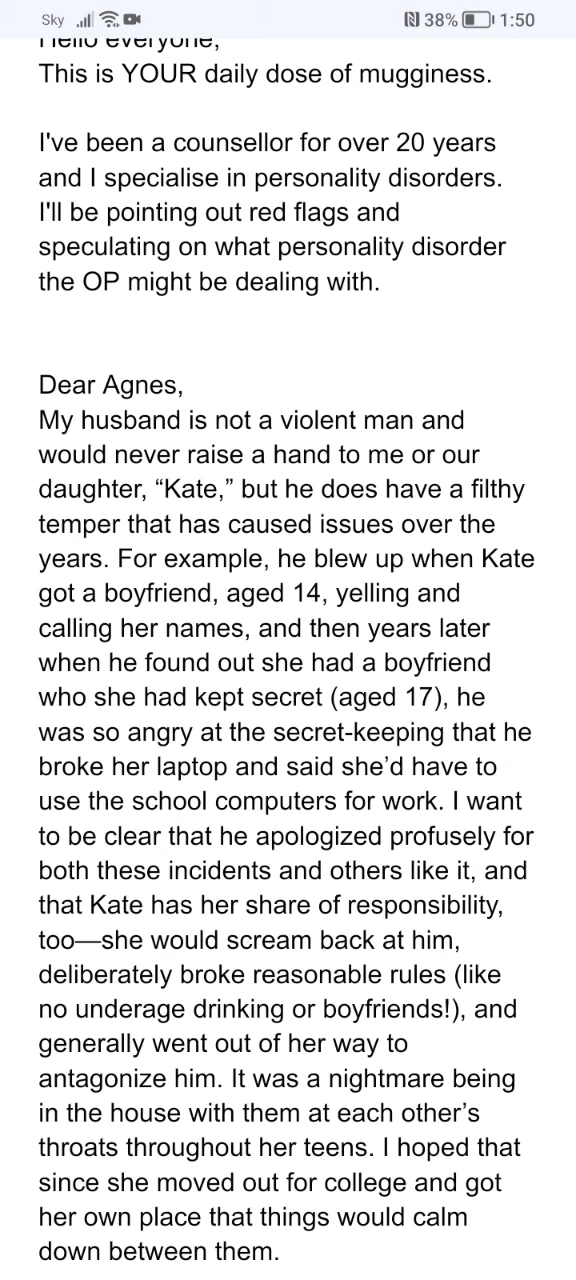 Sky 38% 1:50
Hello everyone,
This is YOUR daily dose of mugginess.
I've been a counsellor for over 20 years
and I specialise in personality disorders.
I'll be pointing out red flags and
speculating on what personality disorder
the OP might be dealing with.
Dear Agnes,
My husband is not a violent man and
would never raise a hand to me or our
daughter, “Kate,” but he does have a filthy
temper that has caused issues over the
years. For example, he blew up when Kate
got a boyfriend, aged 14, yelling and
calling her names, and then years later
when he found out she had a boyfriend
who she had kept secret (aged 17), he
was so angry at the secret-keeping that he
broke her laptop and said she’d have to
use the school computers for work. I want
to be clear that he apologized profusely for
both these incidents and others like it, and
that Kate has her share of responsibility,
too—she would scream back at him,
deliberately broke reasonable rules (like
no underage drinking or boyfriends!), and
generally went out of her way to
antagonize him. It was a nightmare being
in the house with them at each other’s
throats throughout her teens. I hoped that
since she moved out for college and got
her own place that things would calm
down between them.